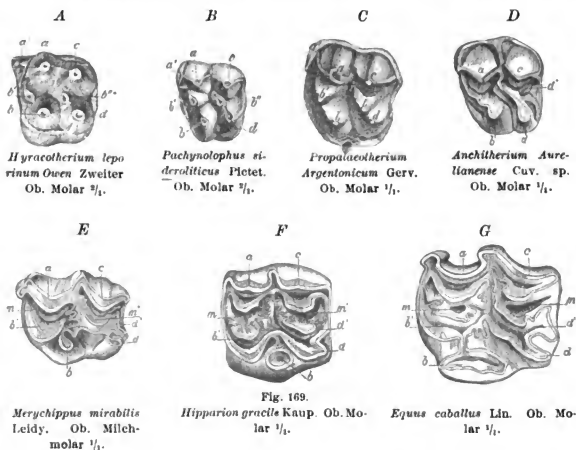 A B C D
a a c
b' b''
b d
a c
a'
b' b''
b d
a c
b' d'
b d
a c
d'
b d
Hyracotherium lepo
rinum Owen Zweiter
Ob. Molar 2/1.
Pachynolophus si-
deroliticus Pictet.
Ob. Molar 2/1.
Propalaeotherium
Argentonicum Gerv.
Ob. Molar 1/1.
Anchitherium Aure-
lianense Cuv. sp.
Ob. Molar 1/1.
E F G
a c
n m'
b' d'
d
b
a c
m m'
b' d'
d
b
a c
m m'
b' d'
b d
Merychippus mirabilis
Leidy. Ob. Milch-
molar 1/1.
Fig. 169.
Hipparion gracile Kaup. Ob. Mo-
lar 1/1.
Equus caballus Lin. Ob. Mo-
lar 1/1.